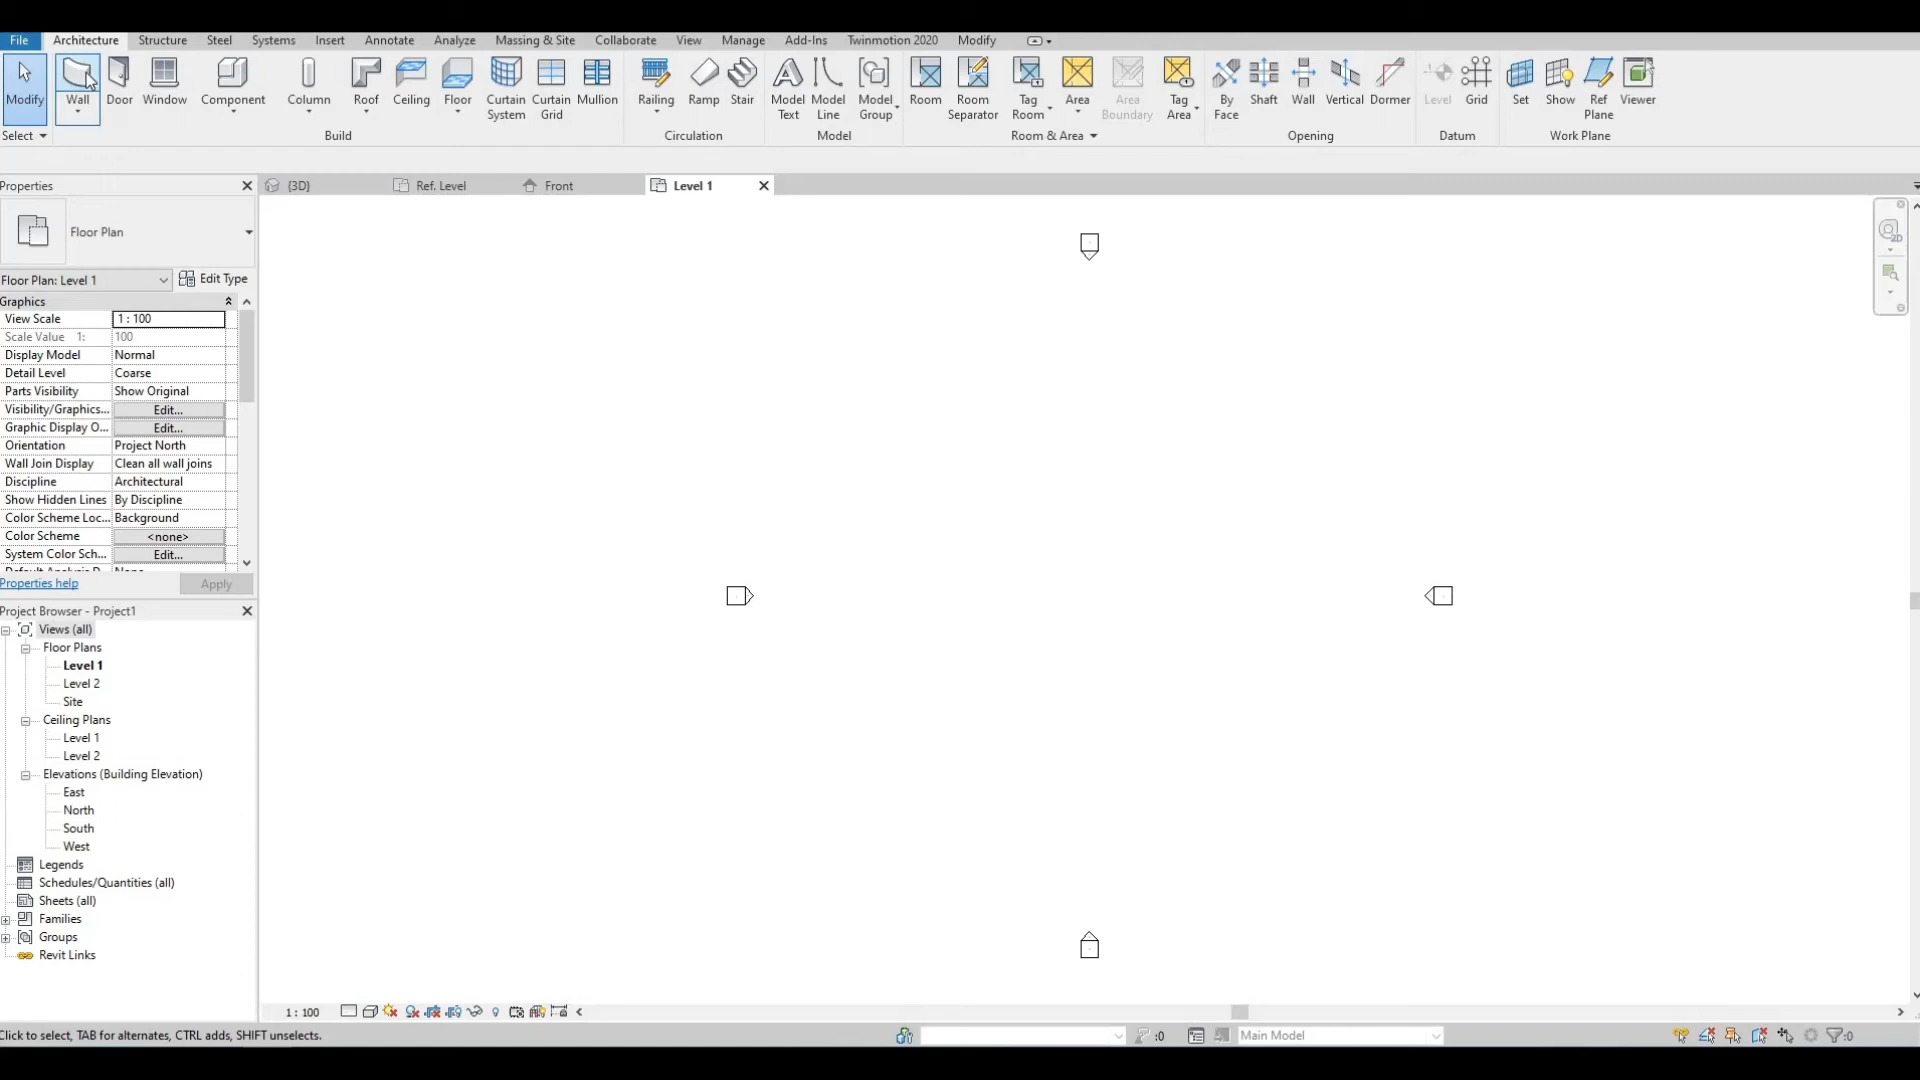 File Architecture Structure Steel Systems Insert Annotate Analyze Massing & Site Collaborate View Manage Add-Ins Twinmotion 2020 Modify
Modify Wall Door Window Component Column Roof Ceiling Floor Curtain System Curtain Grid Mullion Railing Ramp Stair Model Text Model Line Model Group Room Room Separator Tag Room Area Area Boundary Tag Area By Face Shaft Wall Vertical Dormer Level Grid Set Show Ref Plane Viewer
Select Build Circulation Model Room & Area Opening Datum Work Plane
Properties
{3D} Ref. Level Front Level 1
Floor Plan
Floor Plan: Level 1 Edit Type
Graphics
View Scale 1 : 100
Scale Value 1: 100
Display Model Normal
Detail Level Coarse
Parts Visibility Show Original
Visibility/Graphics... Edit...
Graphic Display O... Edit...
Orientation Project North
Wall Join Display Clean all wall joins
Discipline Architectural
Show Hidden Lines By Discipline
Color Scheme Loc... Background
Color Scheme <none>
System Color Sch... Edit...
Properties help Apply
Project Browser - Project1
Views (all)
Floor Plans
Level 1
Level 2
Site
Ceiling Plans
Level 1
Level 2
Elevations (Building Elevation)
East
North
South
West
Legends
Schedules/Quantities (all)
Sheets (all)
Families
Groups
Revit Links
1 : 100
Click to select, TAB for alternates, CTRL adds, SHIFT unselects. :0 Main Model :0